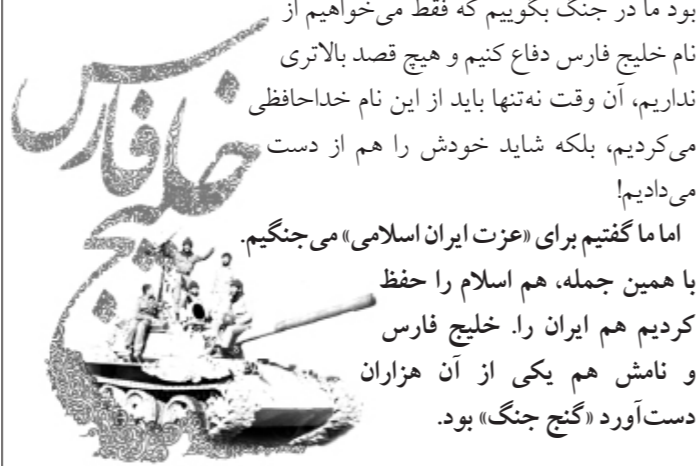 بود ما در جنگ بگوییم که فقط می‌خواهیم از
نام خلیج فارس دفاع کنیم و هیچ قصد بالاتری
نداریم، آن وقت نه‌تنها باید از این نام خداحافظی
می‌کردیم، بلکه شاید خودش را هم از دست
می‌دادیم!
اما ما گفتیم برای «عزت ایران اسلامی» می‌جنگیم.
با همین جمله، هم اسلام را حفظ
کردیم هم ایران را. خلیج فارس
و نامش هم یکی از آن هزاران
دست‌آورد «گنج جنگ» بود.
خلیج فارس